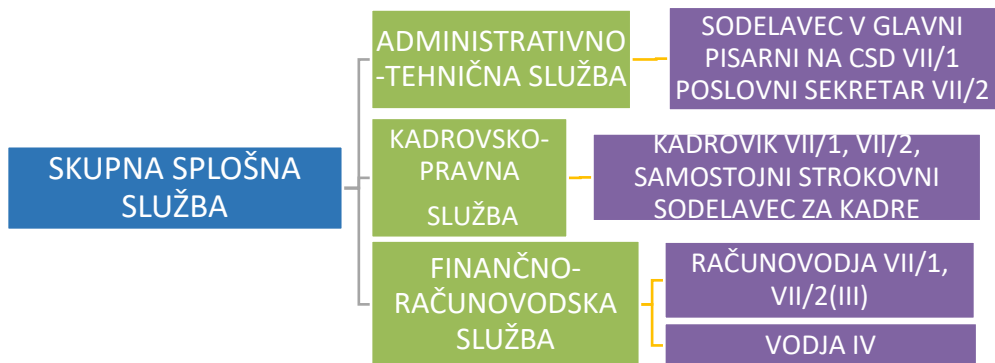 SKUPNA SPLOŠNA
SLUŽBA
ADMINISTRATIVNO
-TEHNIČNA SLUŽBA
SODELAVEC V GLAVNI
PISARNI NA CSD VII/1
POSLOVNI SEKRETAR VII/2
KADROVSKO-
PRAVNA
SLUŽBA
KADROVIK VII/1, VII/2,
SAMOSTOJNI STROKOVNI
SODELAVEC ZA KADRE
FINANČNO-
RAČUNOVODSKA
SLUŽBA
RAČUNOVODJA VII/1,
VII/2(III)
VODJA IV